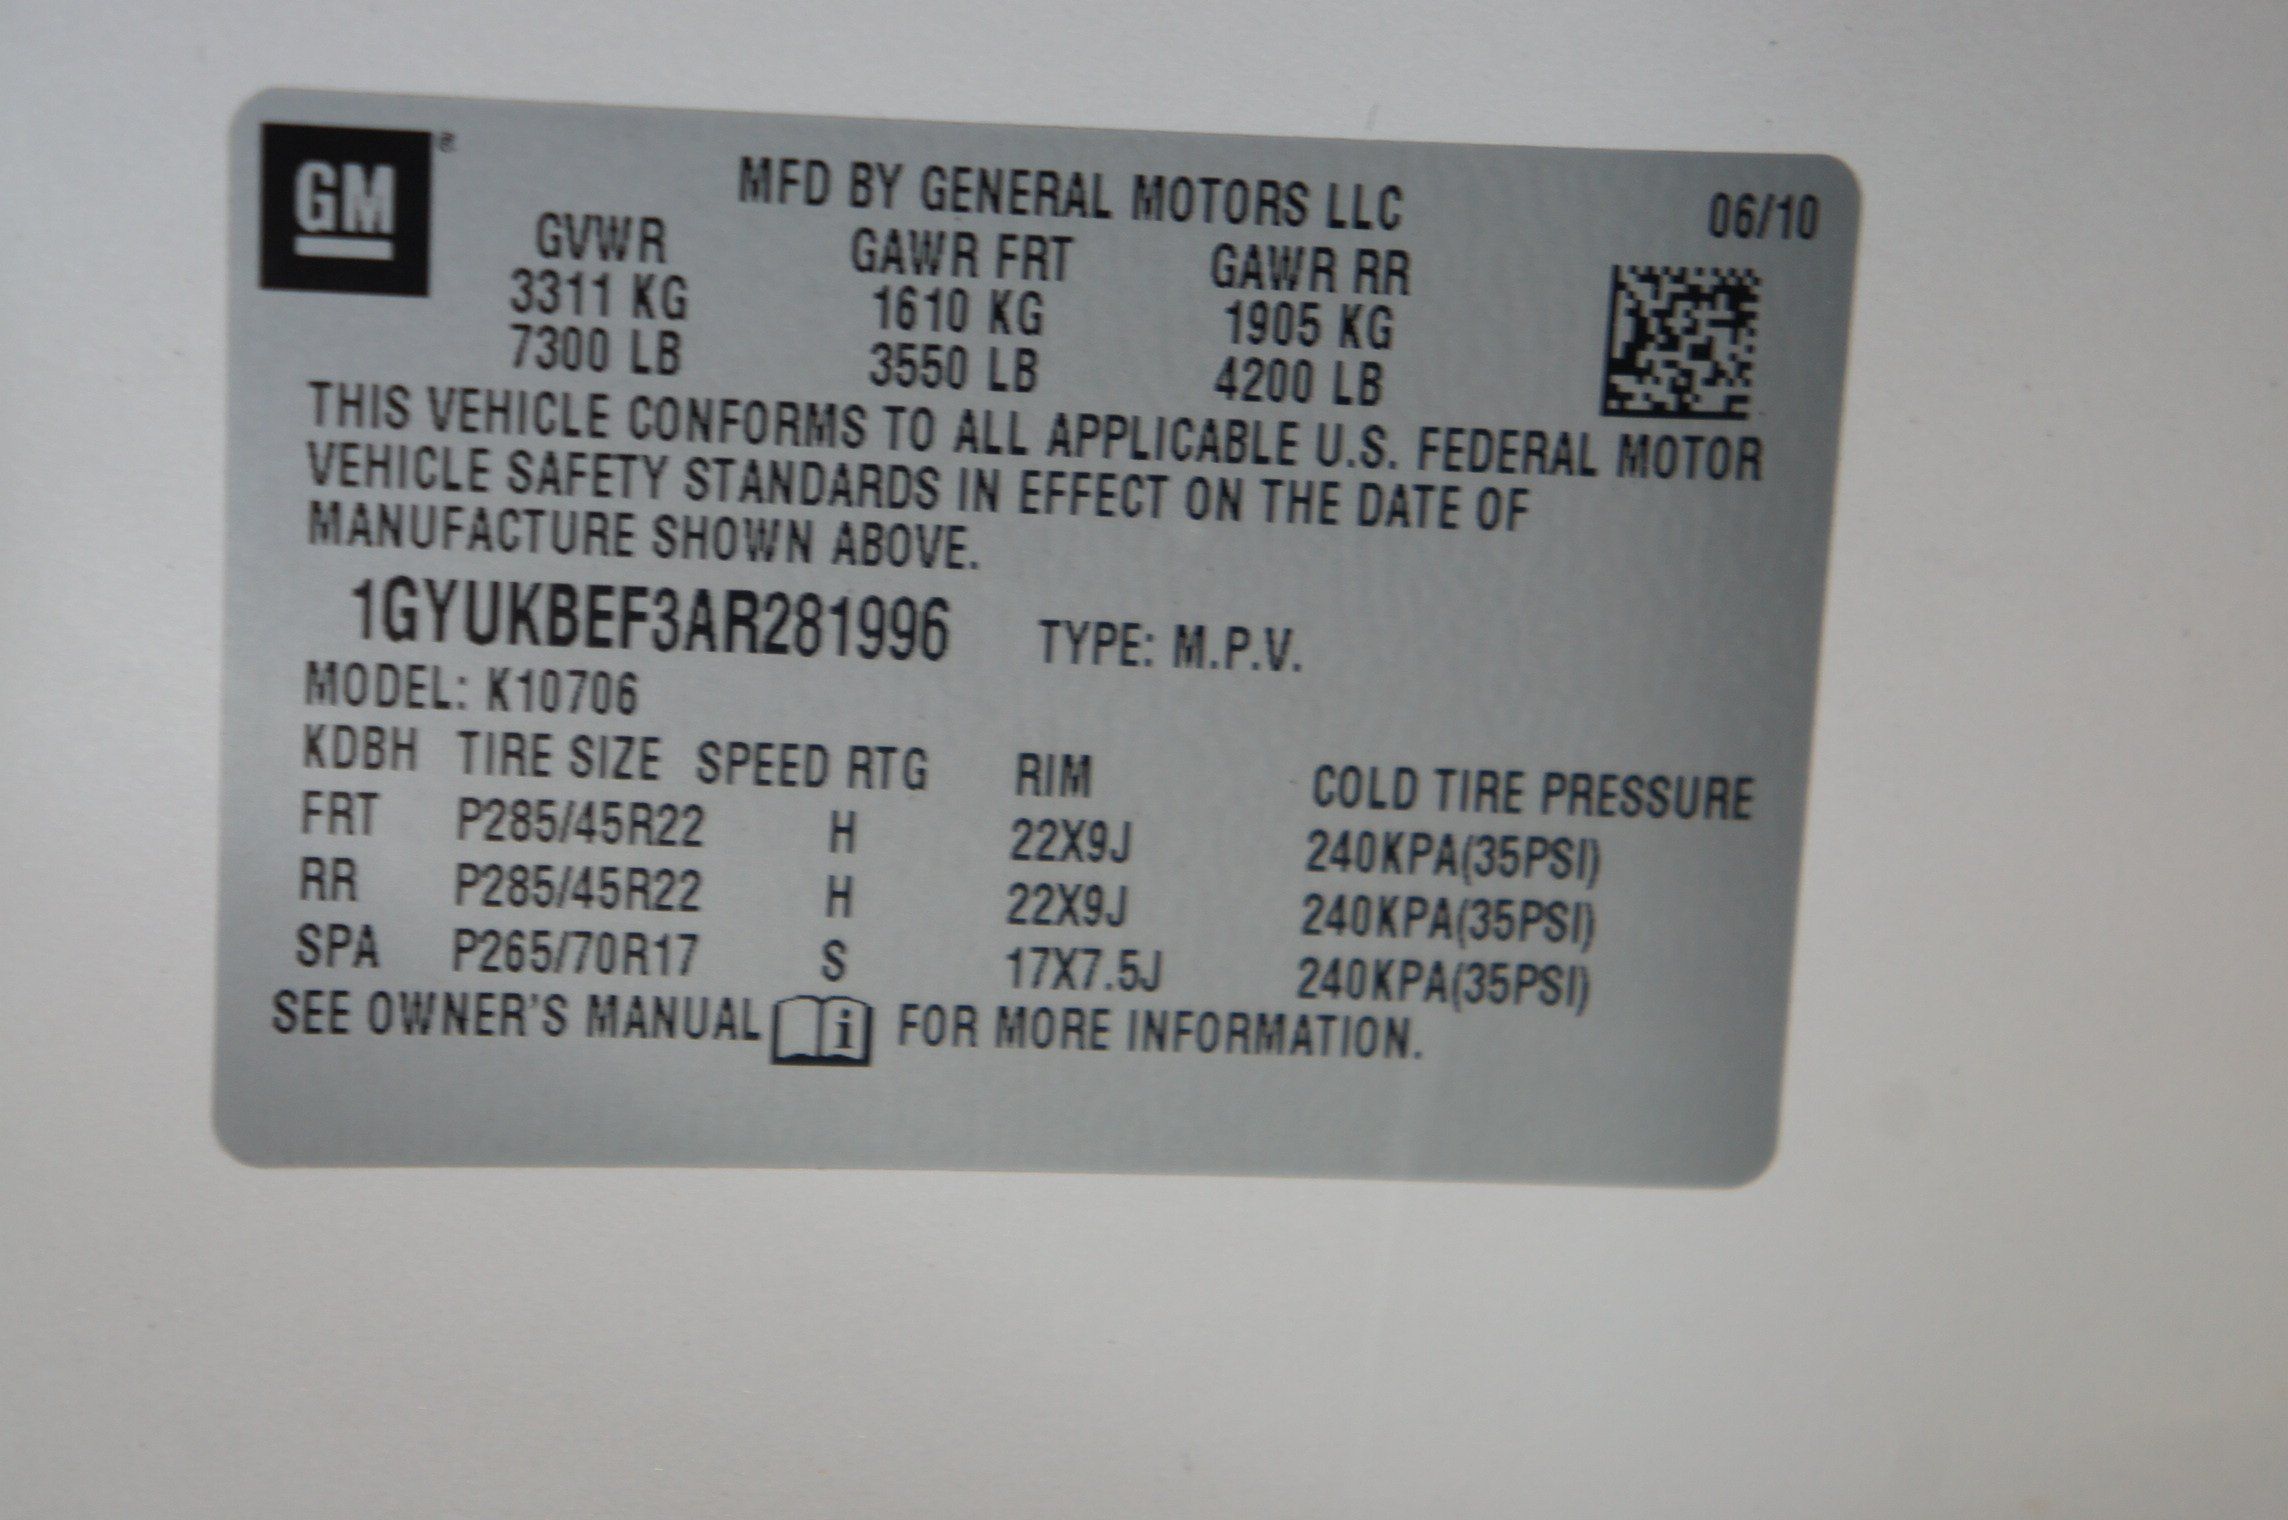 GM
MFD BY GENERAL MOTORS LLC 06/10
GVWR GAWR FRT GAWR RR
3311 KG 1610 KG 1905 KG
7300 LB 3550 LB 4200 LB
THIS VEHICLE CONFORMS TO ALL APPLICABLE U.S. FEDERAL MOTOR
VEHICLE SAFETY STANDARDS IN EFFECT ON THE DATE OF
MANUFACTURE SHOWN ABOVE.
1GYUKBEF3AR281996 TYPE: M.P.V.
MODEL: K10706
KDBH TIRE SIZE SPEED RTG RIM COLD TIRE PRESSURE
FRT P285/45R22 H 22X9J 240KPA(35PSI)
RR P285/45R22 H 22X9J 240KPA(35PSI)
SPA P265/70R17 S 17X7.5J 240KPA(35PSI)
SEE OWNER'S MANUAL i FOR MORE INFORMATION.